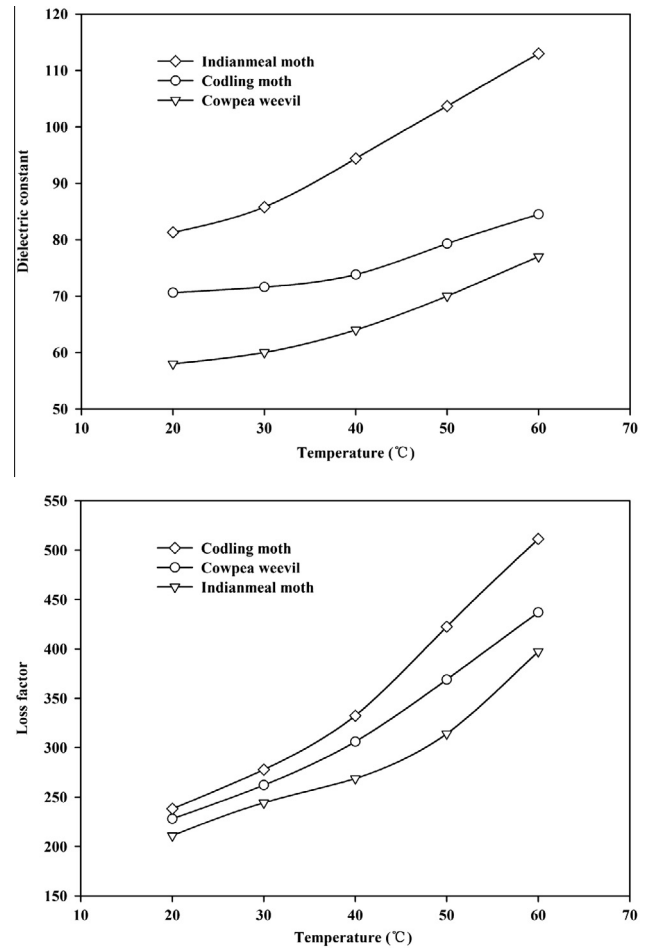 120
110
100
90
80
70
60
50
Dielectric constant
Indianmeal moth
Codling moth
Cowpea weevil
10 20 30 40 50 60 70
Temperature (℃)
550
500
450
400
350
300
250
200
150
Loss factor
Codling moth
Cowpea weevil
Indianmeal moth
10 20 30 40 50 60 70
Temperature (℃)